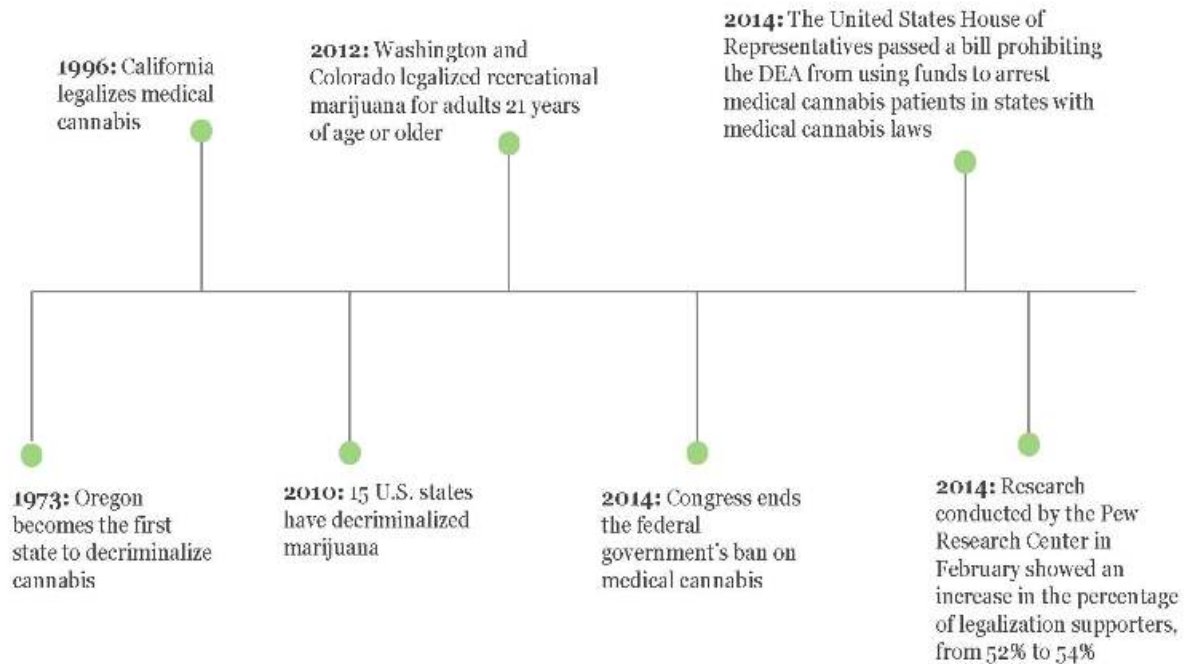 1996: California
legalizes medical
cannabis
2012: Washington and
Colorado legalized recreational
marijuana for adults 21 years
of age or older
2014: The United States House of
Representatives passed a bill prohibiting
the DEA from using funds to arrest
medical cannabis patients in states with
medical cannabis laws
1973: Oregon
becomes the first
state to decriminalize
cannabis
2010: 15 U.S. states
have decriminalized
marijuana
2014: Congress ends
the federal
government's ban on
medical cannabis
2014: Research
conducted by the Pew
Research Center in
February showed an
increase in the percentage
of legalization supporters,
from 52% to 54%